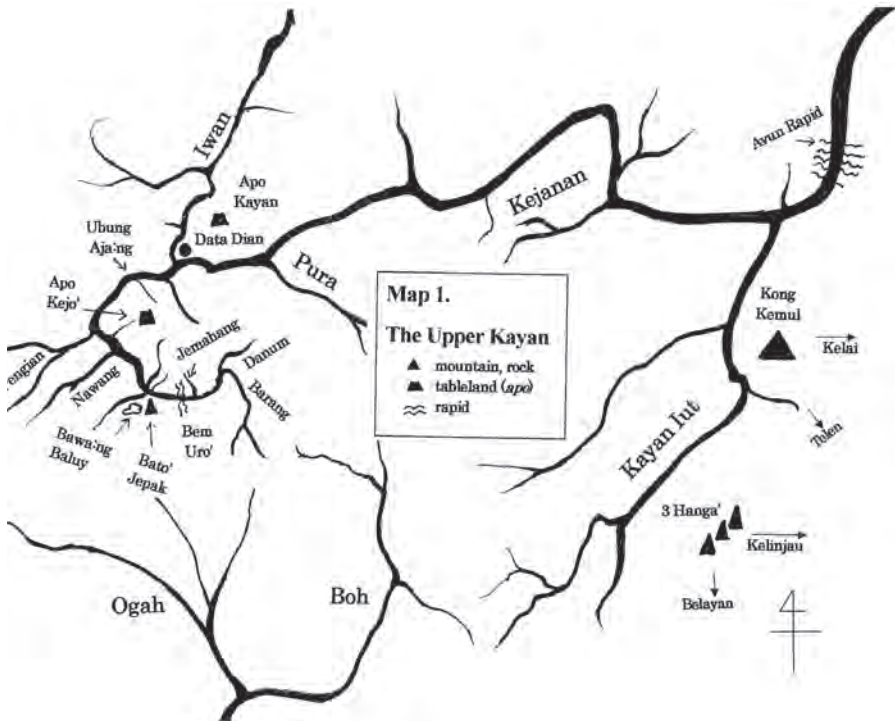 Iwan
Avun Rapid
Apo
Kayan
Ubung
Aja:ng
Data Dian
Kejanan
Apo
Kejo'
Pura
Map 1.
The Upper Kayan
mountain, rock
tableland (apo)
rapid
Kong
Kemul
Kelai
Jemahang
Danum
engian
Nawang
Barang
Bem
Uro'
Bawa:ng
Baluy
Bato'
Jepak
Kayan Iut
Telen
3 Hanga'
Kelinjau
Ogah
Boh
Belayan